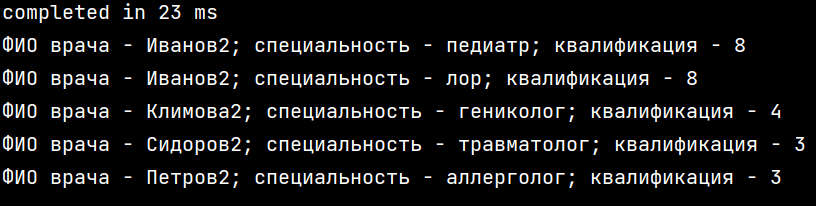 completed in 23 ms
ФИО врача - Иванов2; специальность - педиатр; квалификация - 8
ФИО врача - Иванов2; специальность - лор; квалификация - 8
ФИО врача - Климова2; специальность - гениколог; квалификация - 4
ФИО врача - Сидоров2; специальность - травматолог; квалификация - 3
ФИО врача - Петров2; специальность - аллерголог; квалификация - 3